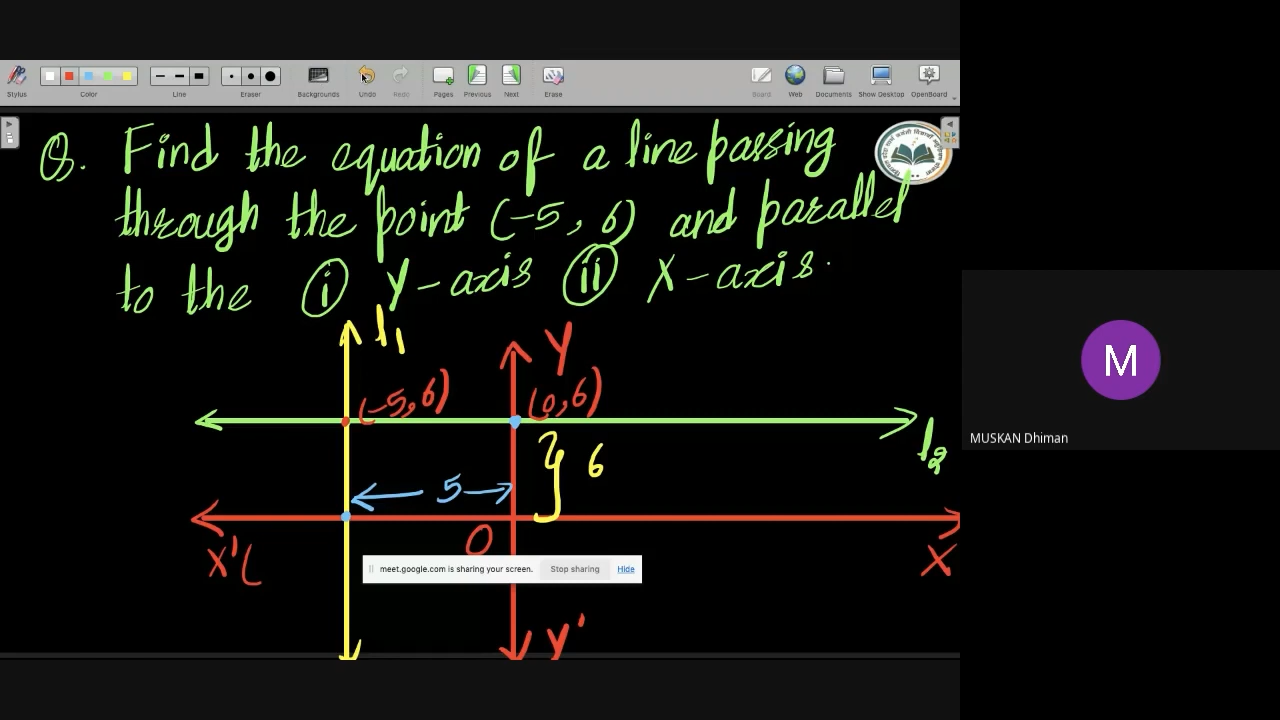 Stylus Color Line Eraser Backgrounds Undo Redo Pages Previous Next Erase Board Web Documents Show Desktop OpenBoard
Q. Find the equation of a line passing
through the point (-5, 6) and parallel
to the (i) Y-axis (ii) X-axis.
l₁
Y
(-5, 6)
(0, 6)
l₂
6
5
O
X'(
X
meet.google.com is sharing your screen. Stop sharing Hide
Y'
M
MUSKAN Dhiman